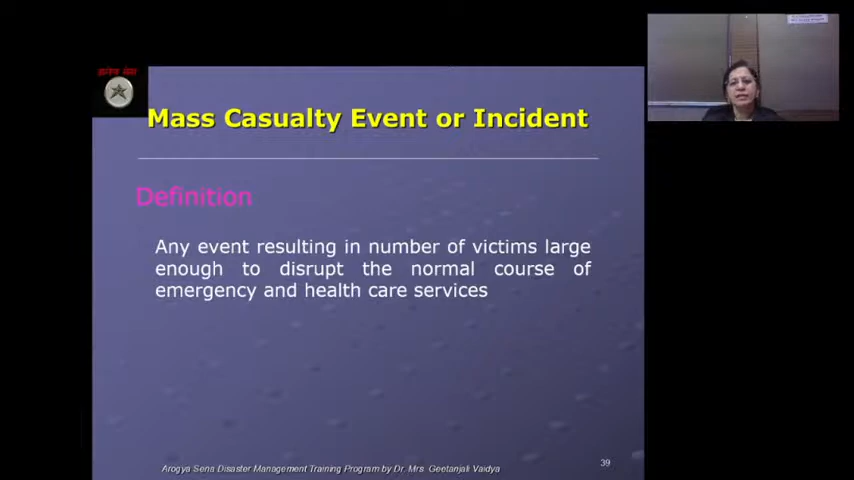 Mass Casualty Event or Incident
Definition
Any event resulting in number of victims large
enough to disrupt the normal course of
emergency and health care services
Arogya Sena Disaster Management Training Program by Dr. Mrs. Geetanjali Vaidya
39